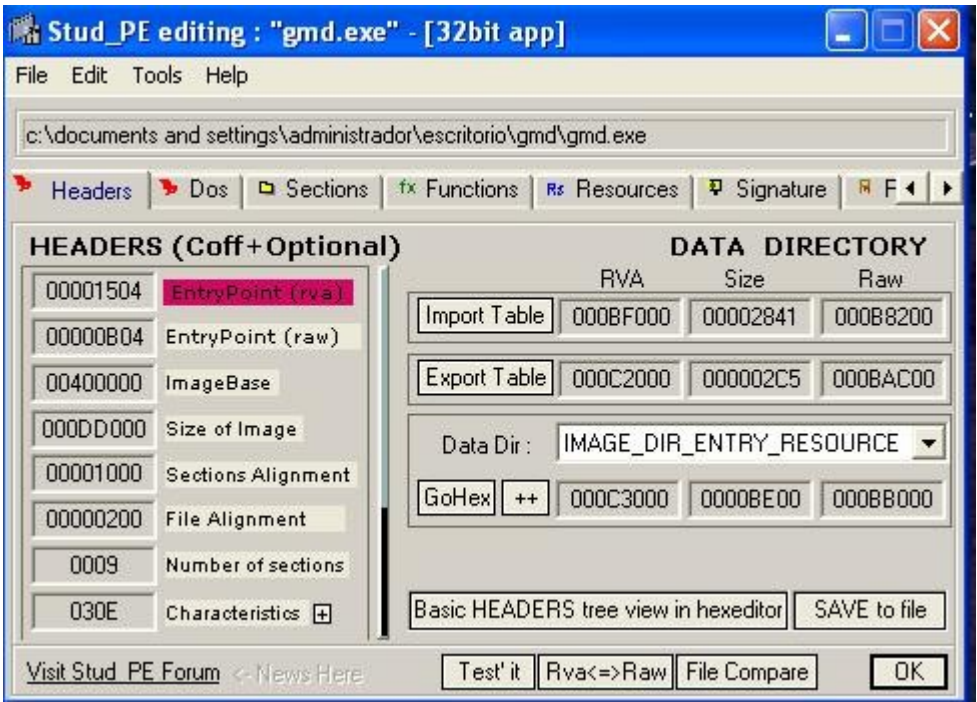 Stud_PE editing : "gmd.exe" - [32bit app]
File Edit Tools Help
c:\documents and settings\administrador\escritorio\gmd\gmd.exe
Headers Dos Sections fx Functions Rs Resources Signature R F
HEADERS (Coff+Optional)
00001504 EntryPoint (rva)
00000B04 EntryPoint (raw)
00400000 ImageBase
000DD000 Size of Image
00001000 Sections Alignment
00000200 File Alignment
0009 Number of sections
030E Characteristics +
DATA DIRECTORY
RVA Size Raw
Import Table 000BF000 00002841 000B8200
Export Table 000C2000 000002C5 000BAC00
Data Dir : IMAGE_DIR_ENTRY_RESOURCE
GoHex ++ 000C3000 0000BE00 000BB000
Basic HEADERS tree view in hexeditor SAVE to file
Visit Stud_PE Forum <- News Here Test' it Rva<=>Raw File Compare OK